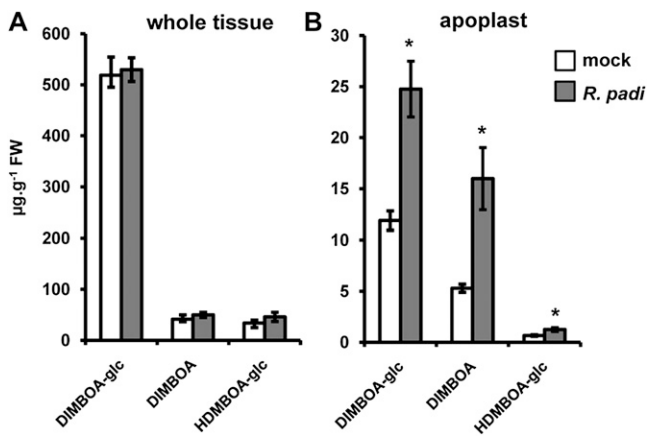 A
whole tissue
600
500
400
300
200
100
0
µg.g-1 FW
DIMBOA-glc
DIMBOA
HDMBOA-glc
B
apoplast
30
25
20
15
10
5
0
*
*
*
DIMBOA-glc
DIMBOA
HDMBOA-glc
mock
R. padi